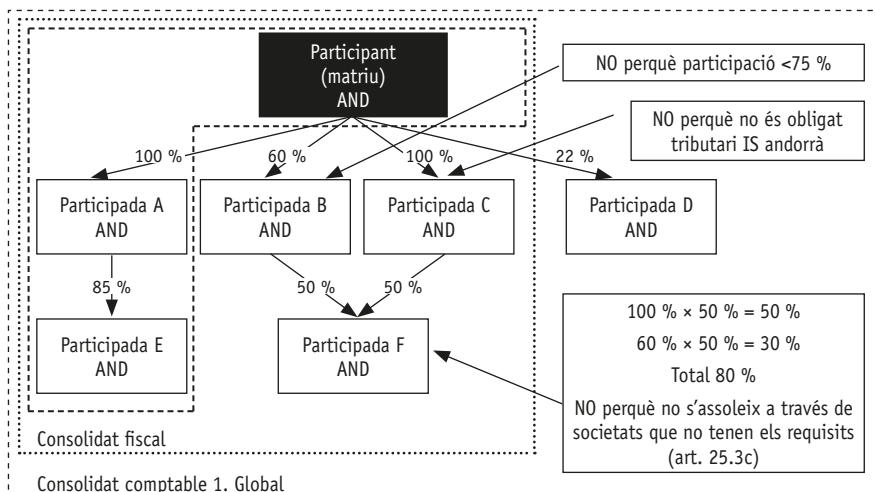 Participant
(matriu)
AND
NO perquè participació <75 %
NO perquè no és obligat
tributari IS andorrà
100 %
60 %
100 %
22 %
Participada A
AND
Participada B
AND
Participada C
AND
Participada D
AND
85 %
50 %
50 %
Participada E
AND
Participada F
AND
100 % × 50 % = 50 %
60 % × 50 % = 30 %
Total 80 %
NO perquè no s'assoleix a través de
societats que no tenen els requisits
(art. 25.3c)
Consolidat fiscal
Consolidat comptable 1. Global